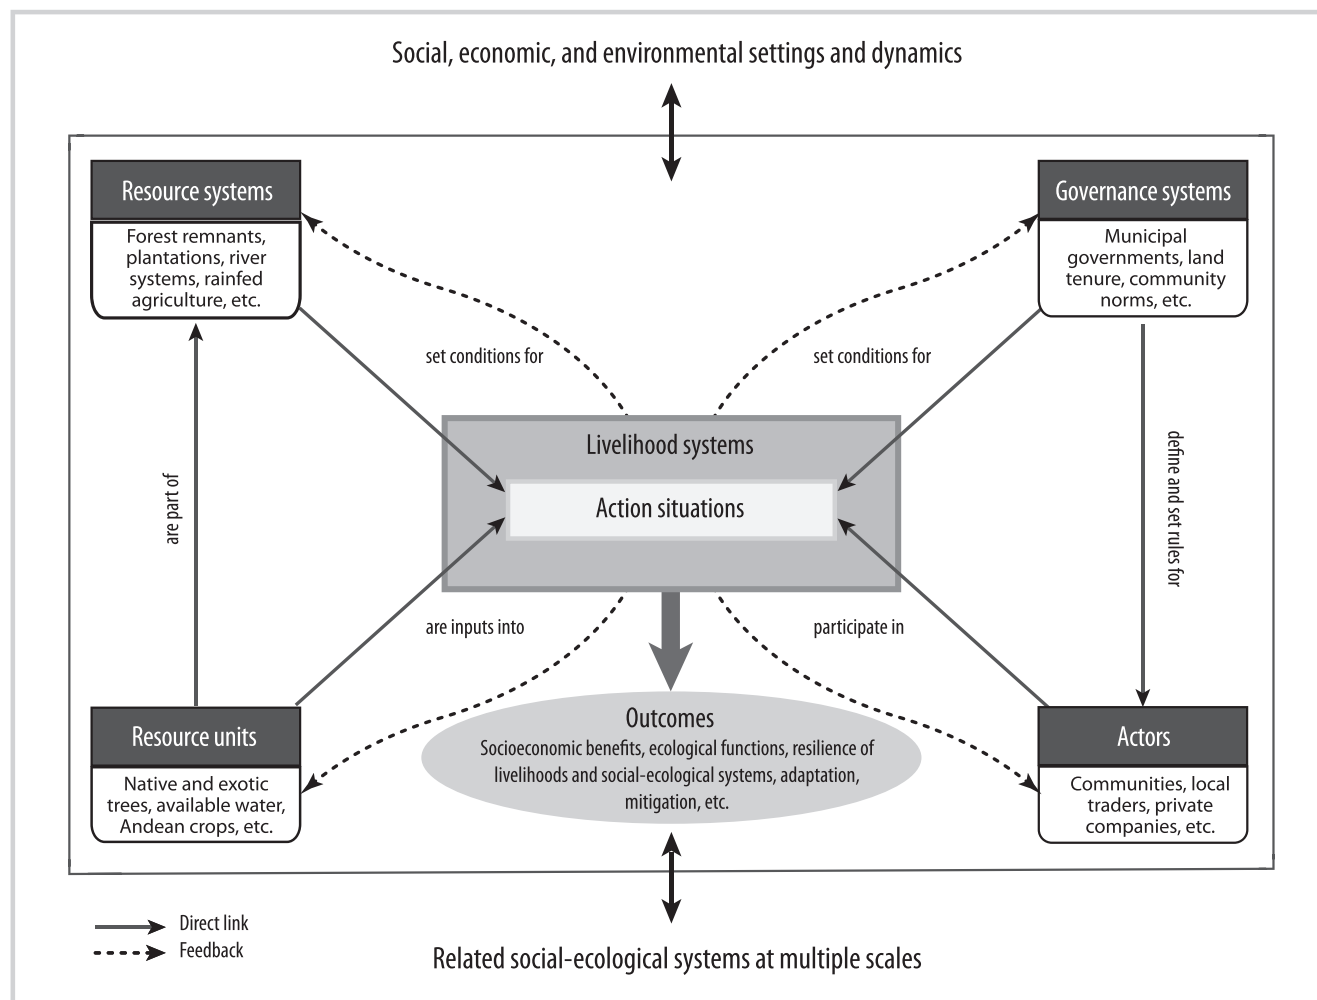 Social, economic, and environmental settings and dynamics
Resource systems
Forest remnants,
plantations, river
systems, rainfed
agriculture, etc.
Governance systems
Municipal
governments, land
tenure, community
norms, etc.
set conditions for
set conditions for
Livelihood systems
Action situations
are part of
define and set rules for
are inputs into
participate in
Resource units
Native and exotic
trees, available water,
Andean crops, etc.
Outcomes
Socioeconomic benefits, ecological functions, resilience of
livelihoods and social-ecological systems, adaptation,
mitigation, etc.
Actors
Communities, local
traders, private
companies, etc.
Direct link
Feedback
Related social-ecological systems at multiple scales